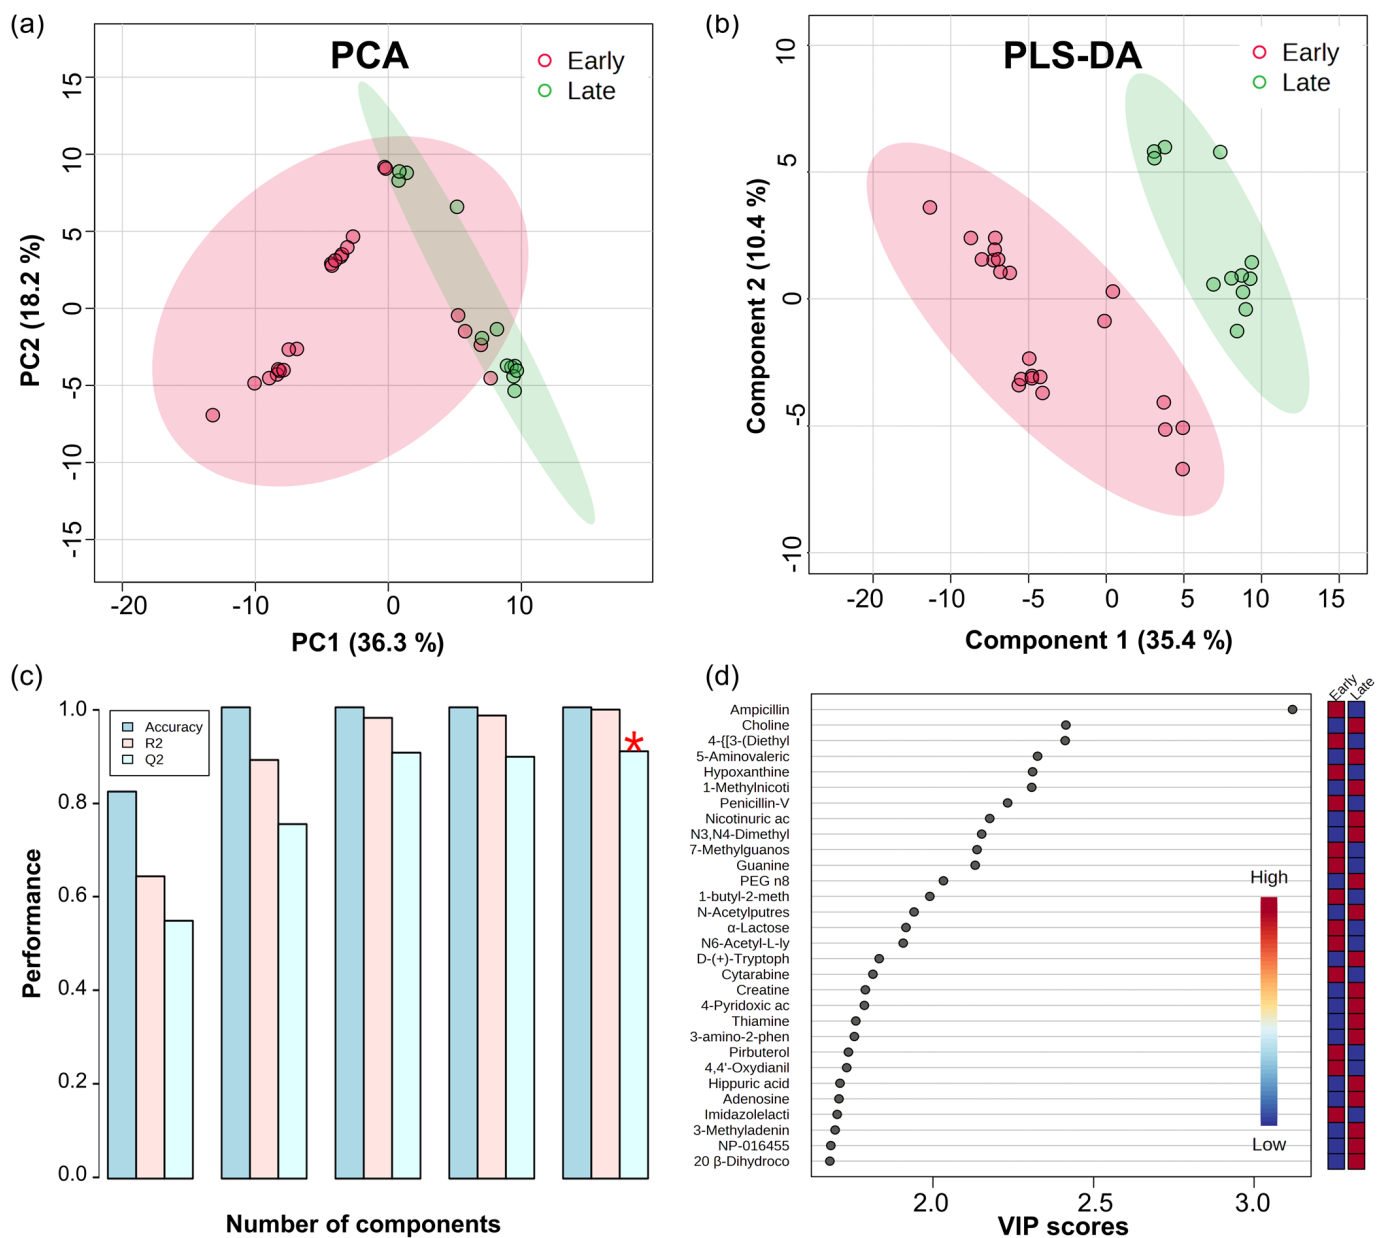 (a)
PCA
Early
Late
15
10
5
0
-5
-10
-15
PC2 (18.2 %)
-20
-10
0
10
PC1 (36.3 %)
(b)
PLS-DA
Early
Late
10
5
0
-5
-10
Component 2 (10.4 %)
-20
-10
-5
0
5
10
15
Component 1 (35.4 %)
(c)
1.0
0.8
0.6
0.4
0.2
0.0
Performance
Accuracy
R2
Q2
*
Number of components
(d)
Early
Late
Ampicillin
Choline
4-{[3-(Diethyl
5-Aminovaleric
Hypoxanthine
1-Methylnicoti
Penicillin-V
Nicotinuric ac
N3,N4-Dimethyl
7-Methylguanos
Guanine
PEG n8
1-butyl-2-meth
N-Acetylputres
α-Lactose
N6-Acetyl-L-ly
D-(+)-Tryptoph
Cytarabine
Creatine
4-Pyridoxic ac
Thiamine
3-amino-2-phen
Pirbuterol
4,4'-Oxydianil
Hippuric acid
Adenosine
Imidazolelacti
3-Methyladenin
NP-016455
20 β-Dihydroco
High
Low
2.0
2.5
3.0
VIP scores